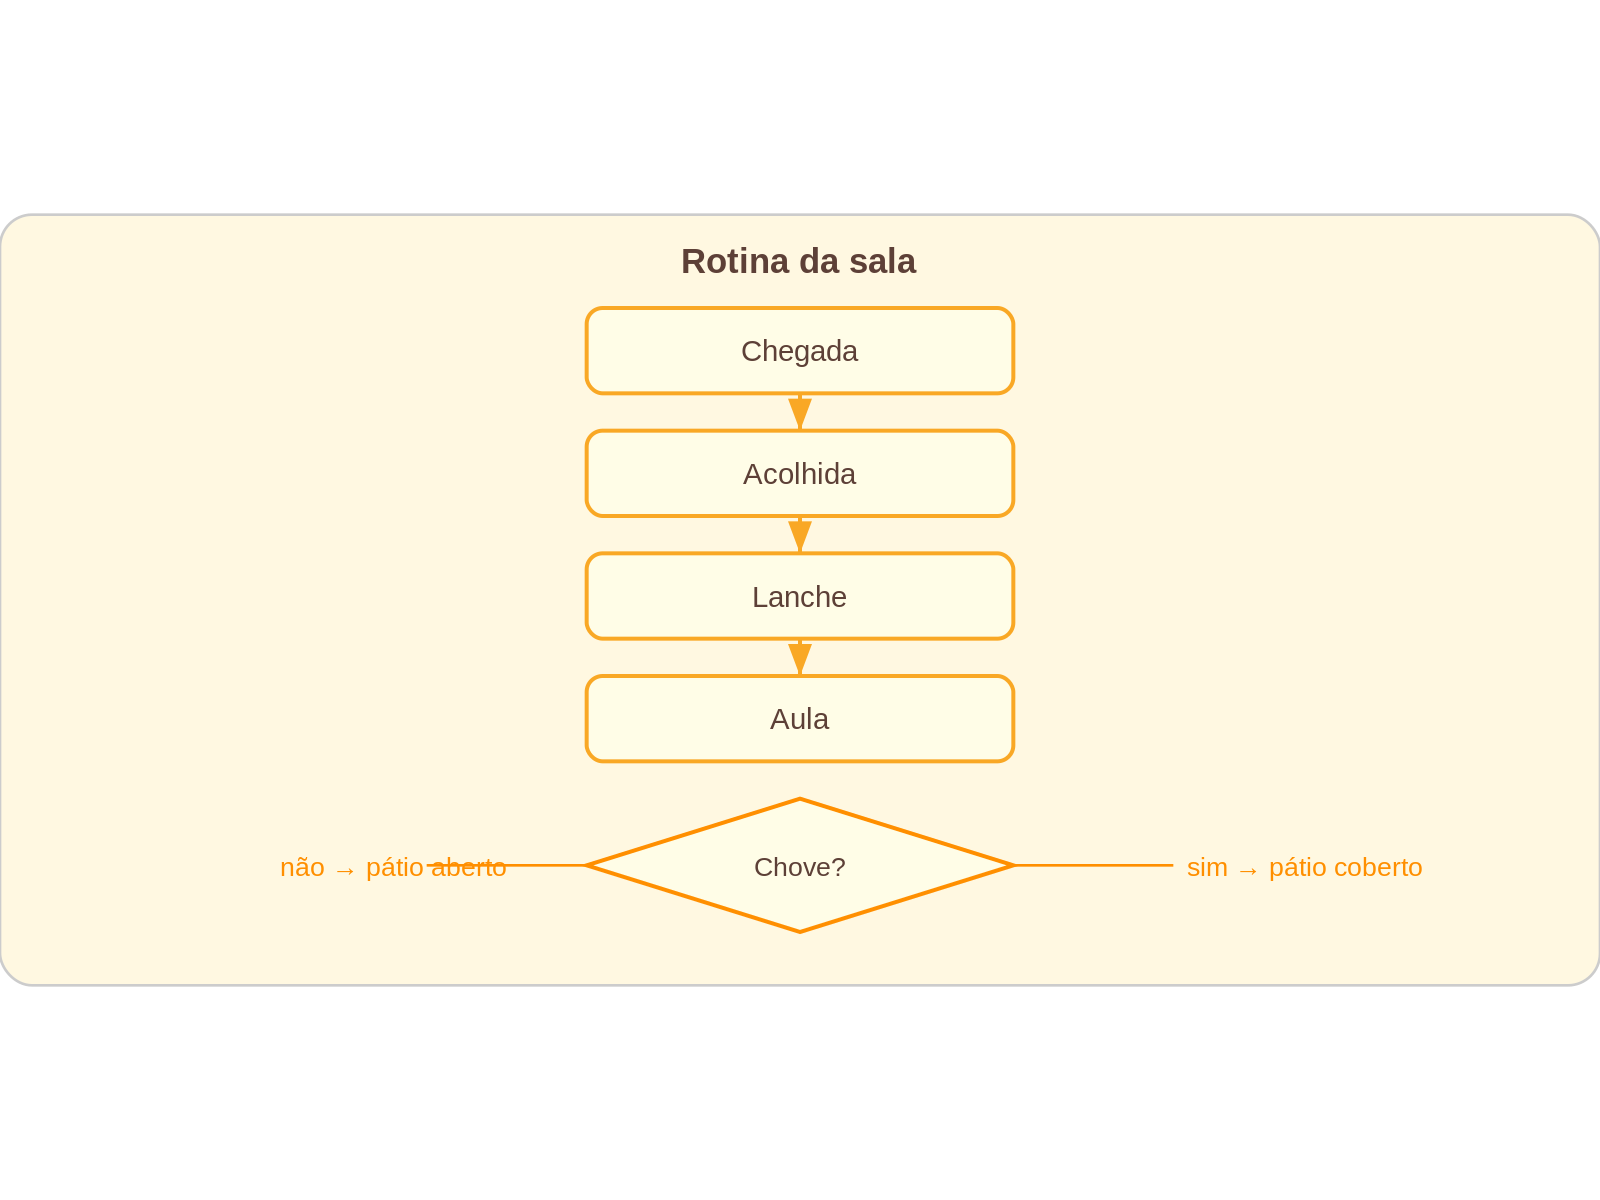 Rotina da sala
Chegada
Acolhida
Lanche
Aula
não → pátio aberto
Chove?
sim → pátio coberto